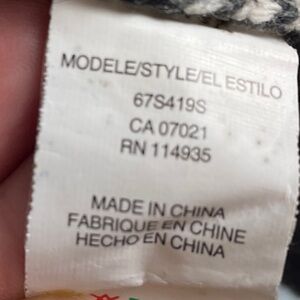 MODELE/STYLE/EL ESTILO
67S419S
CA 07021
RN 114935
MADE IN CHINA
FABRIQUE EN CHINE
HECHO EN CHINA